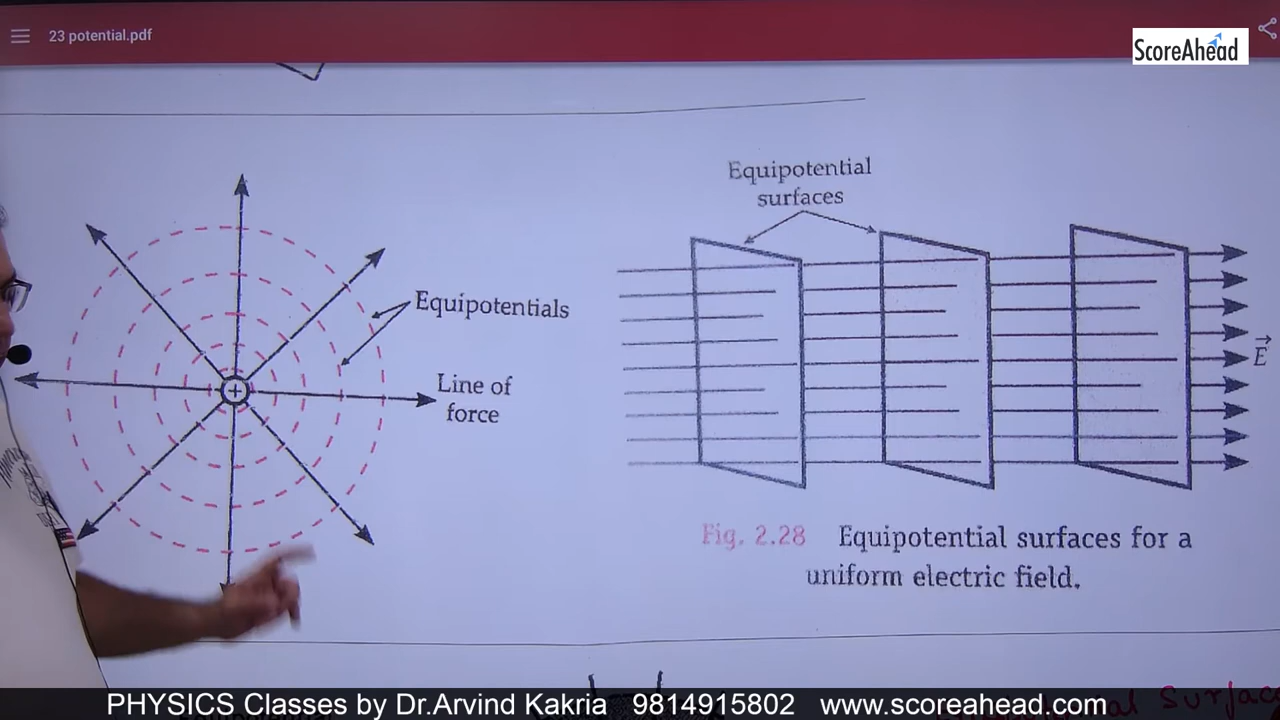 23 potential.pdf
ScoreAhead
Equipotential
surfaces
Equipotentials
Line of
force
+
E
Fig. 2.28 Equipotential surfaces for a
uniform electric field.
PHYSICS Classes by Dr.Arvind Kakria 9814915802 www.scoreahead.com